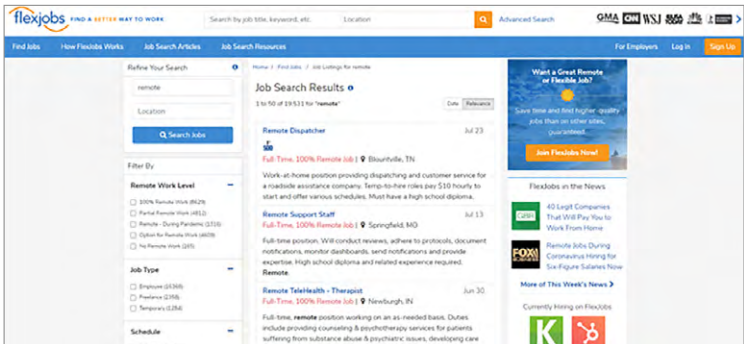 flexjobs FIND A BETTER WAY TO WORK
Search by job title, keyword, etc.
Location
Advanced Search
GMA CNN WSJ
Find Jobs How FlexJobs Works Job Search Articles Job Search Resources
For Employers Log in Sign Up
Refine Your Search
remote
Location
Search Jobs
Filter By
Remote Work Level
100% Remote Work (8629)
Partial Remote Work (4812)
Remote - During Pandemic (1316)
Option for Remote Work (4609)
No Remote Work (165)
Job Type
Employee (16368)
Freelance (2358)
Temporary (1284)
Schedule
Home / Find Jobs / Job Listings for remote
Job Search Results
1 to 50 of 19,531 for "remote"
Date Relevance
Remote Dispatcher Jul 23
500
Full-Time, 100% Remote Job | Blountville, TN
Work-at-home position providing dispatching and customer service for
a roadside assistance company. Temp-to-hire roles pay $10 hourly to
start and offer various schedules. Must have a high school diploma.
Remote Support Staff Jul 13
Full-Time, 100% Remote Job | Springfield, MO
Full-time position. Will conduct reviews, adhere to protocols, document
notifications, monitor dashboards, send notifications and provide
expertise. High school diploma and related experience required.
Remote.
Remote TeleHealth - Therapist Jun 30
Full-Time, 100% Remote Job | Newburgh, IN
Full-time, remote position working on an as-needed basis. Duties
include providing counseling & psychotherapy services for patients
suffering from substance abuse & psychiatric issues, developing care
Want a Great Remote
or Flexible Job?
Save time and find higher-quality
jobs than on other sites,
guaranteed.
Join FlexJobs Now!
FlexJobs in the News
40 Legit Companies
That Will Pay You to
Work From Home
FOX
Remote Jobs During
Coronavirus Hiring for
Six-Figure Salaries Now
More of This Week's News
Currently Hiring on FlexJobs
K